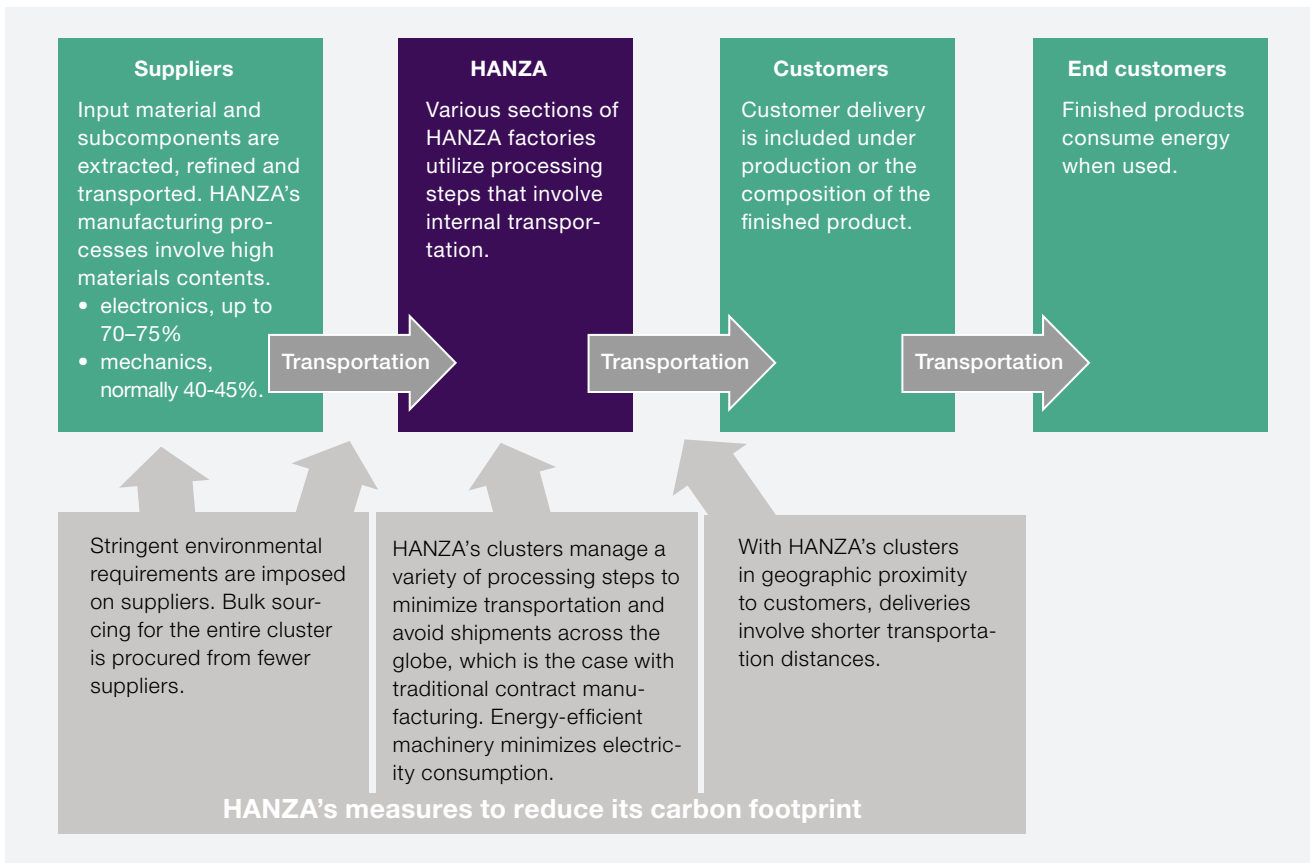 Suppliers
Input material and
subcomponents are
extracted, refined and
transported. HANZA's
manufacturing pro-
cesses involve high
materials contents.
• electronics, up to
70–75%
• mechanics,
normally 40-45%.
Transportation
HANZA
Various sections of
HANZA factories
utilize processing
steps that involve
internal transpor-
tation.
Transportation
Customers
Customer delivery
is included under
production or the
composition of the
finished product.
Transportation
End customers
Finished products
consume energy
when used.
Stringent environmental
requirements are imposed
on suppliers. Bulk sour-
cing for the entire cluster
is procured from fewer
suppliers.
HANZA's clusters manage a
variety of processing steps to
minimize transportation and
avoid shipments across the
globe, which is the case with
traditional contract manu-
facturing. Energy-efficient
machinery minimizes electric-
ity consumption.
With HANZA's clusters
in geographic proximity
to customers, deliveries
involve shorter transporta-
tion distances.
HANZA's measures to reduce its carbon footprint